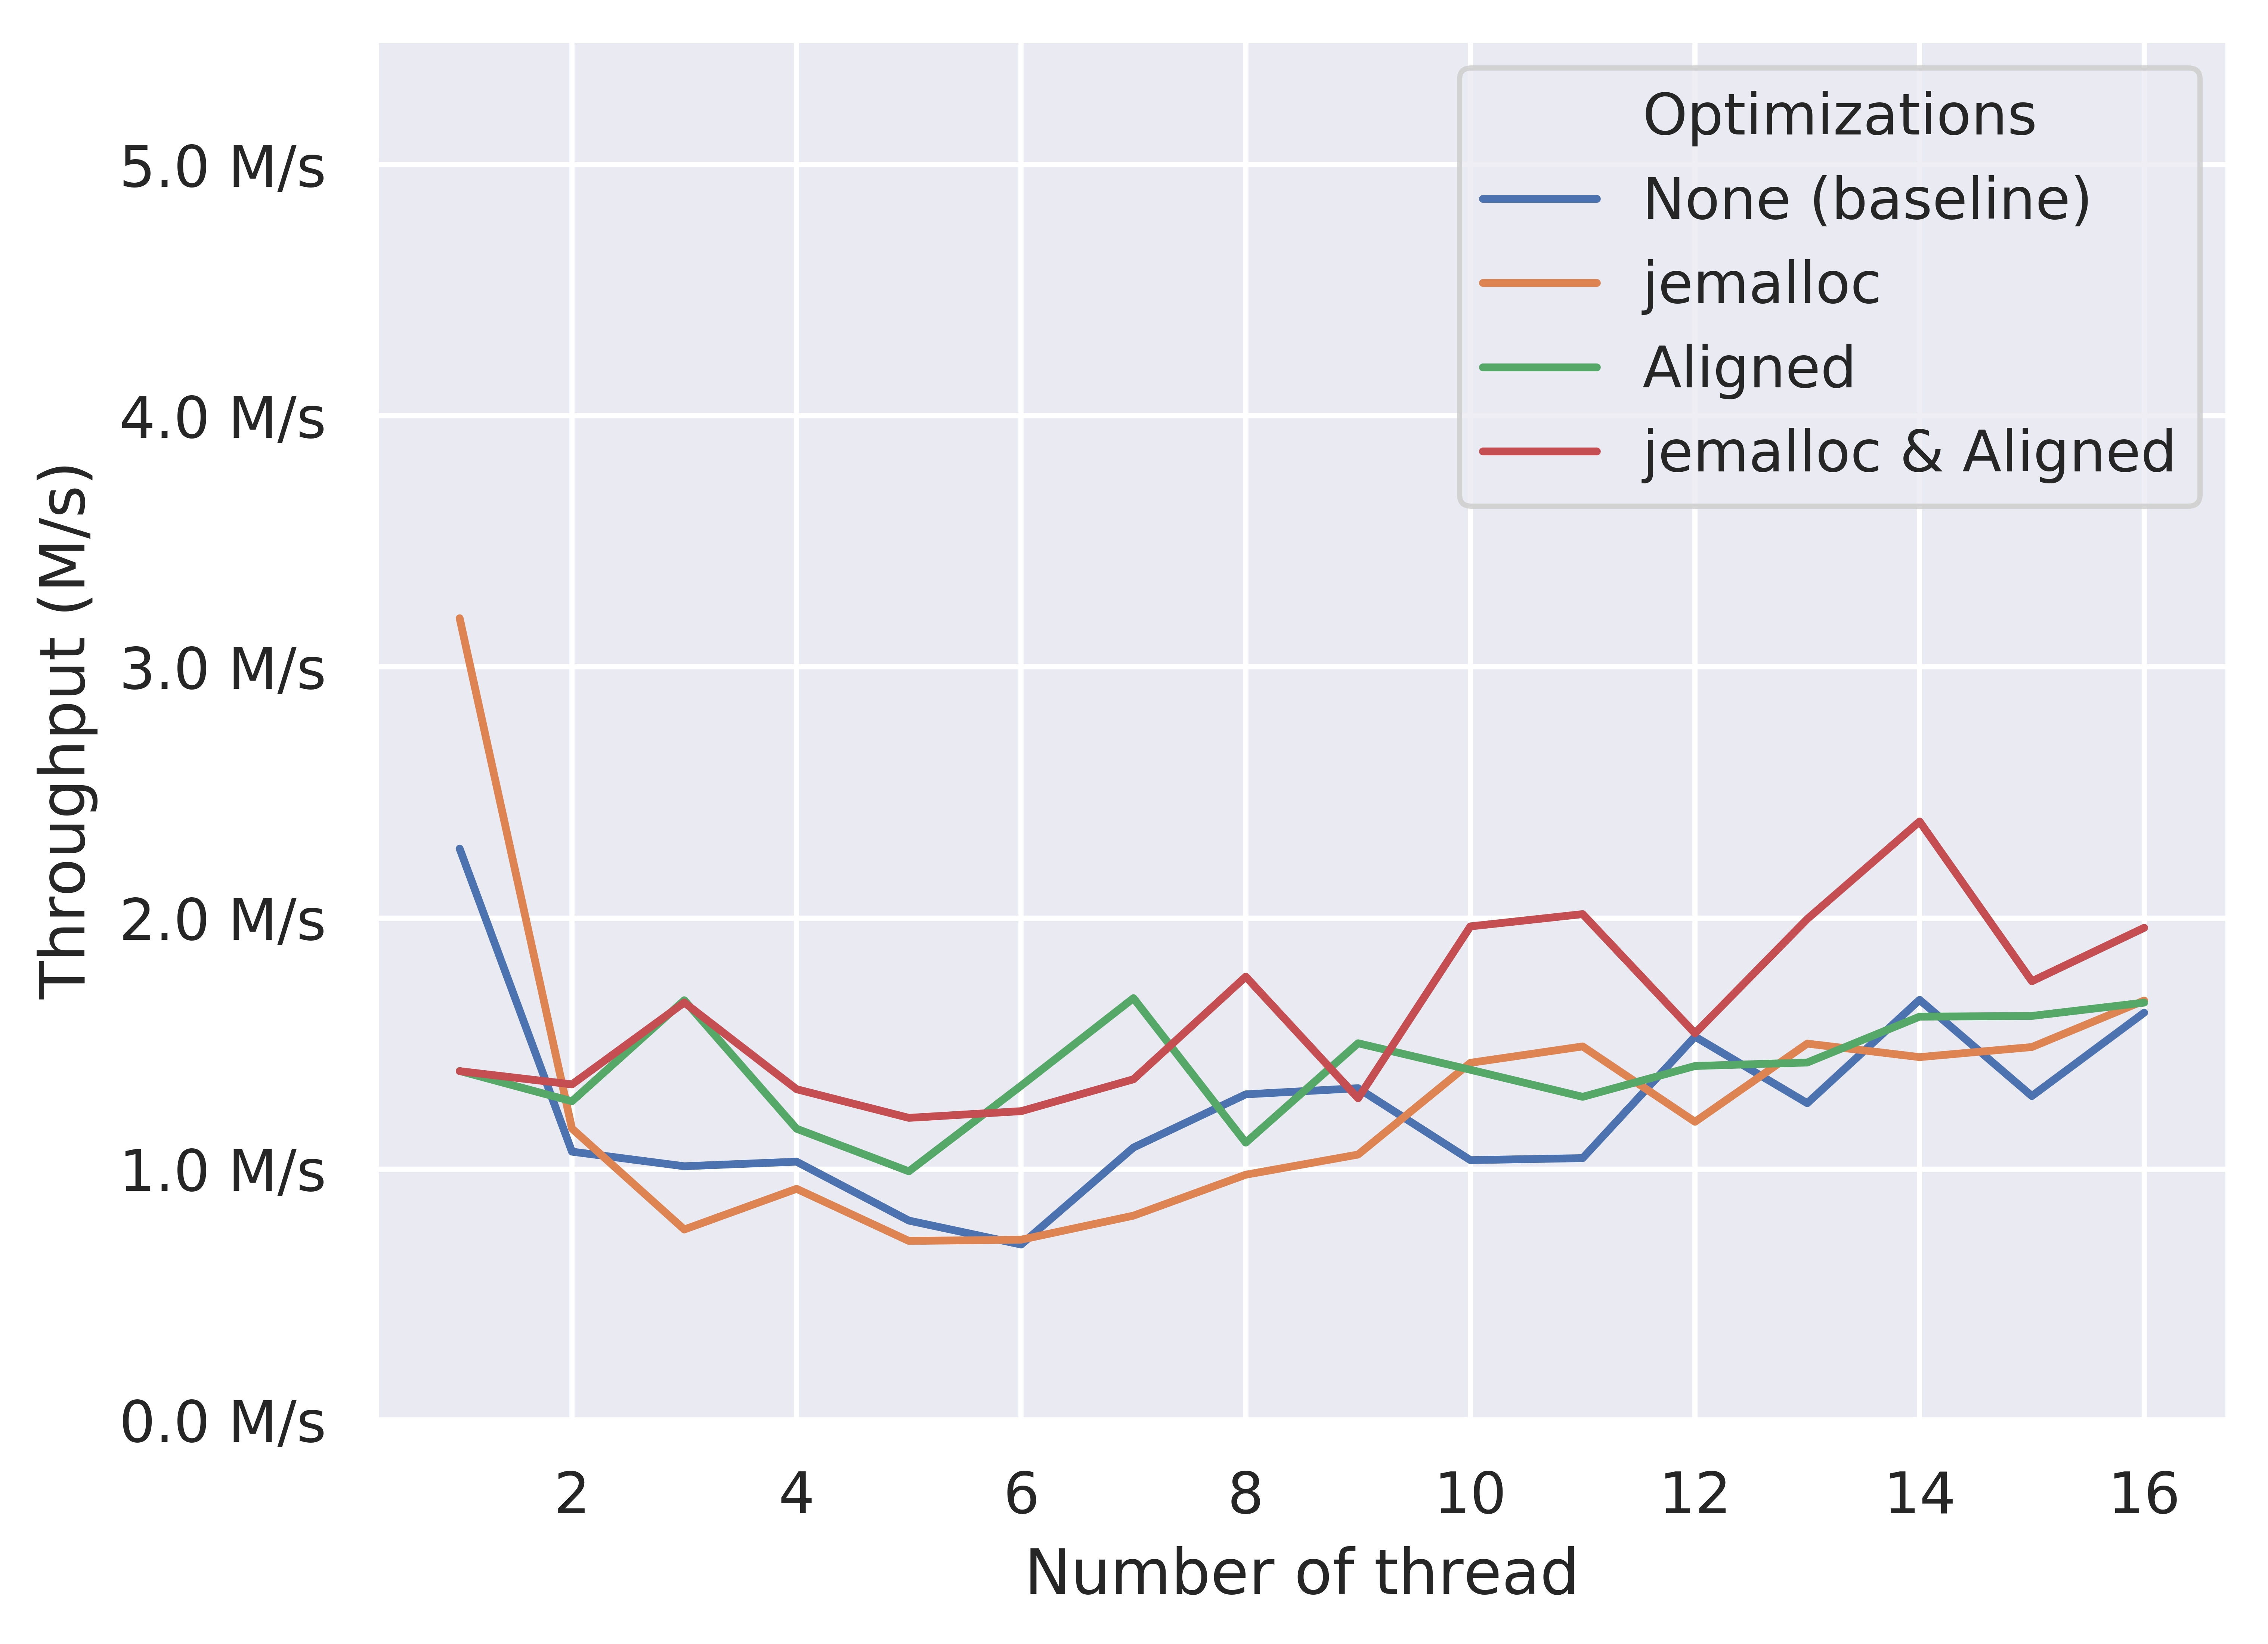 Optimizations
None (baseline)
jemalloc
Aligned
jemalloc & Aligned
Throughput (M/s)
5.0 M/s
4.0 M/s
3.0 M/s
2.0 M/s
1.0 M/s
0.0 M/s
2 4 6 8 10 12 14 16
Number of thread